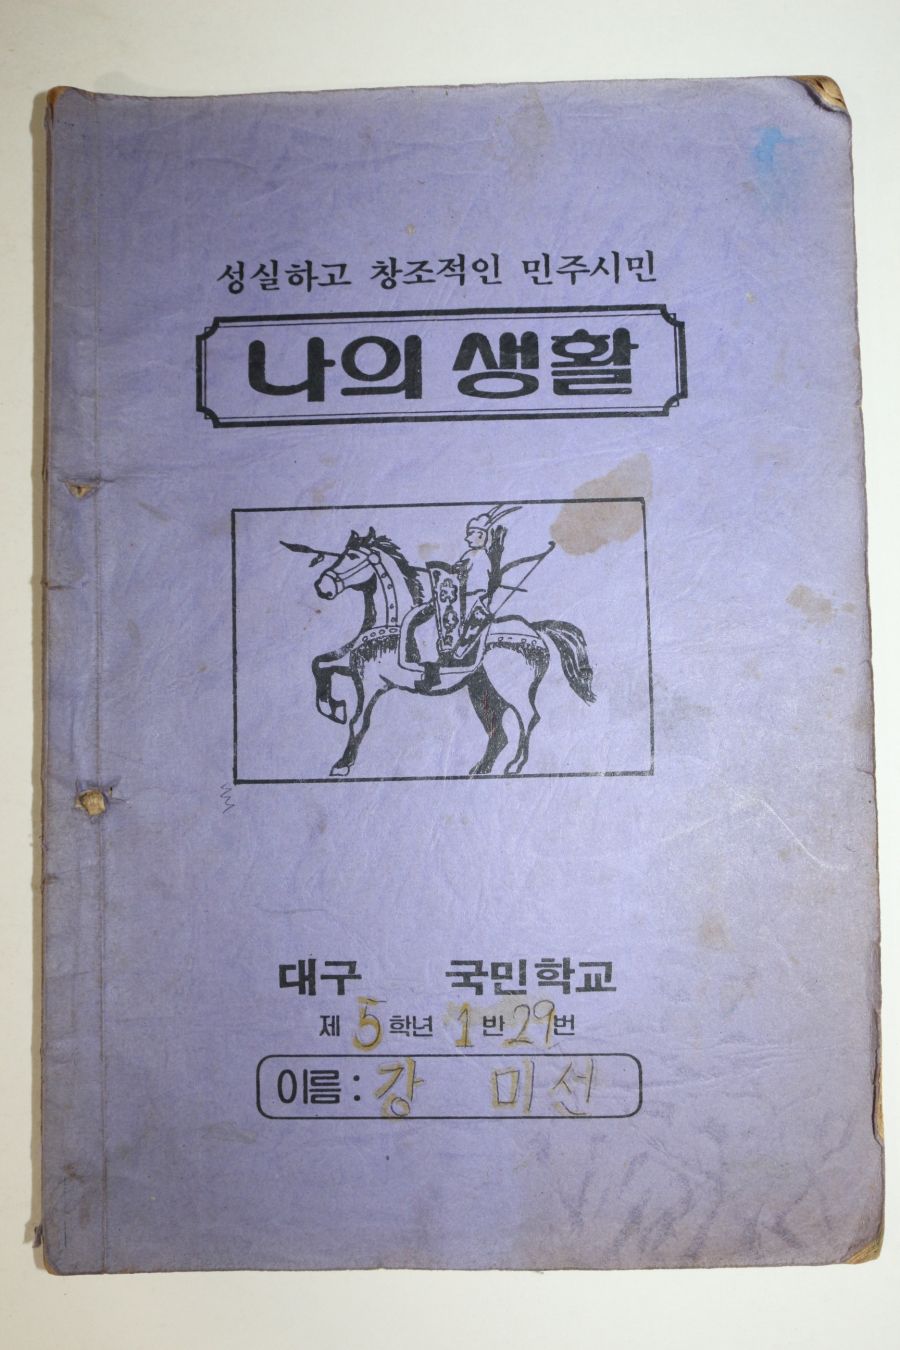 성실하고 창조적인 민주시민
나의 생활
대구 국민학교
제 5 학년 1 반 29 번
이름 : 강 미선